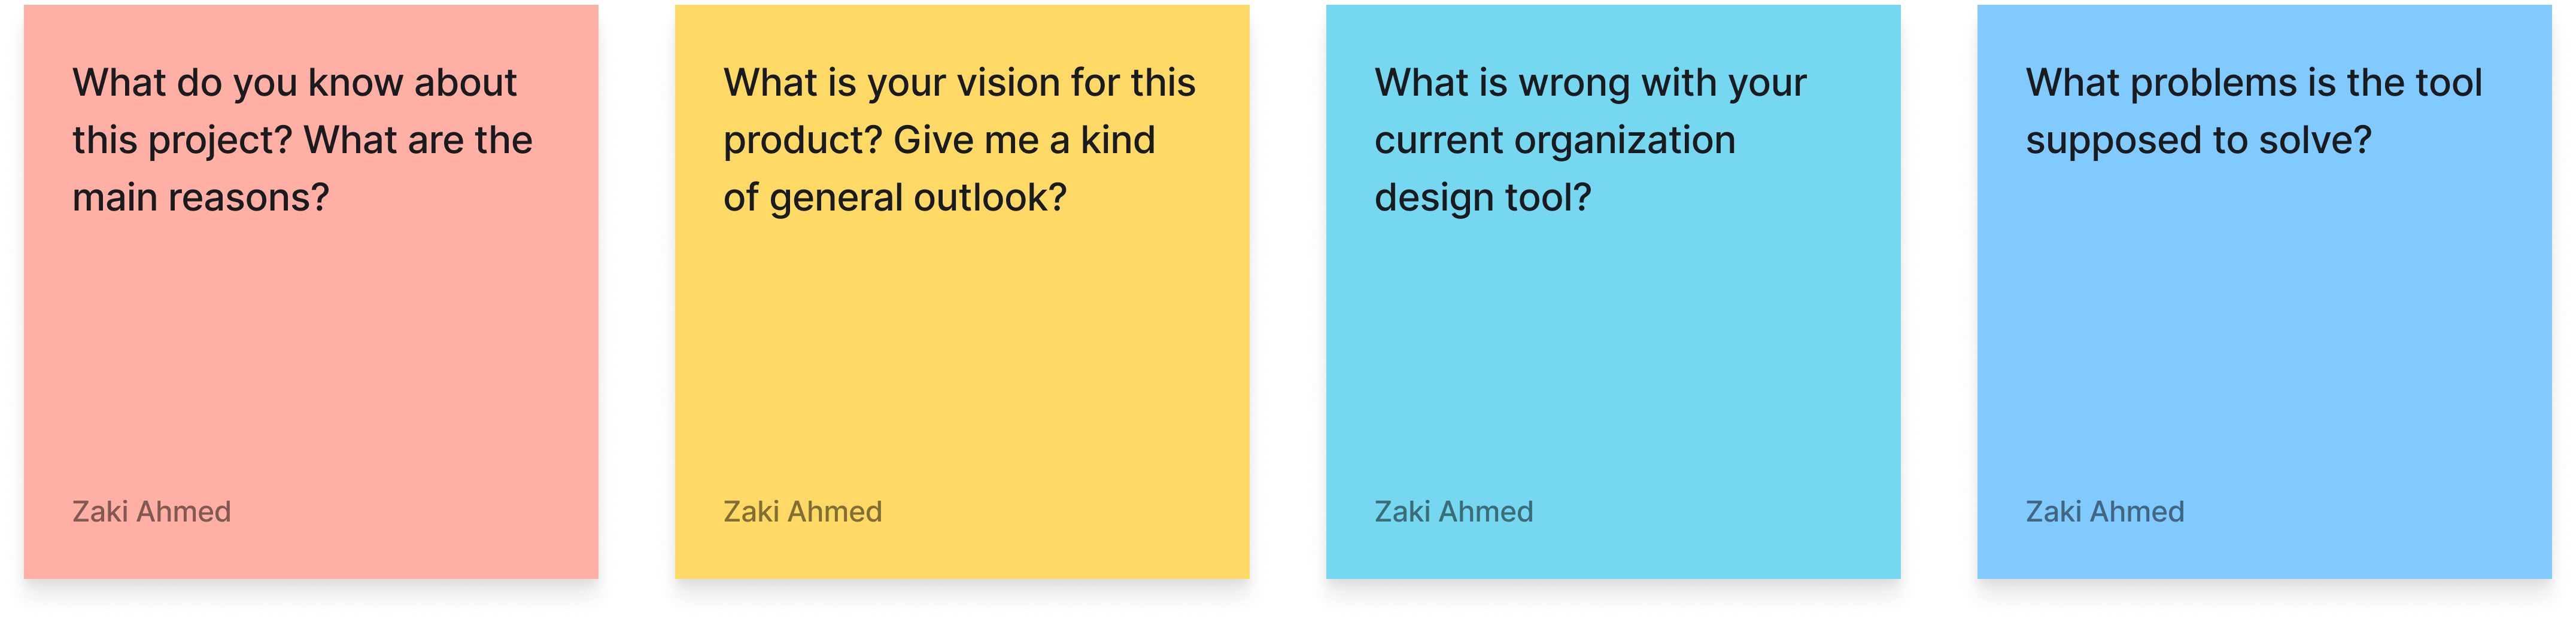 What do you know about
this project? What are the
main reasons?
Zaki Ahmed
What is your vision for this
product? Give me a kind
of general outlook?
Zaki Ahmed
What is wrong with your
current organization
design tool?
Zaki Ahmed
What problems is the tool
supposed to solve?
Zaki Ahmed